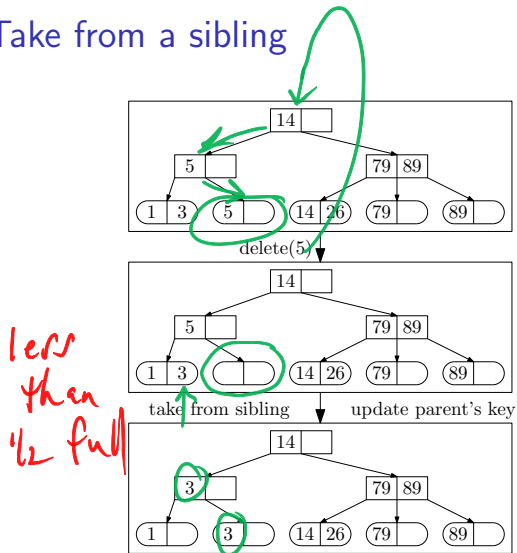 Take from a sibling
14
5
79 89
1 3 5 14 26 79 89
delete(5)
14
5
79 89
1 3 14 26 79 89
less
than
1/2 full
take from sibling update parent's key
14
3
79 89
1 3 14 26 79 89